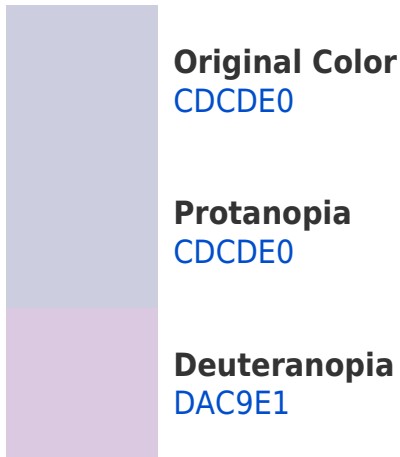 Original Color
CDCDE0
Protanopia
CDCDE0
Deuteranopia
DAC9E1